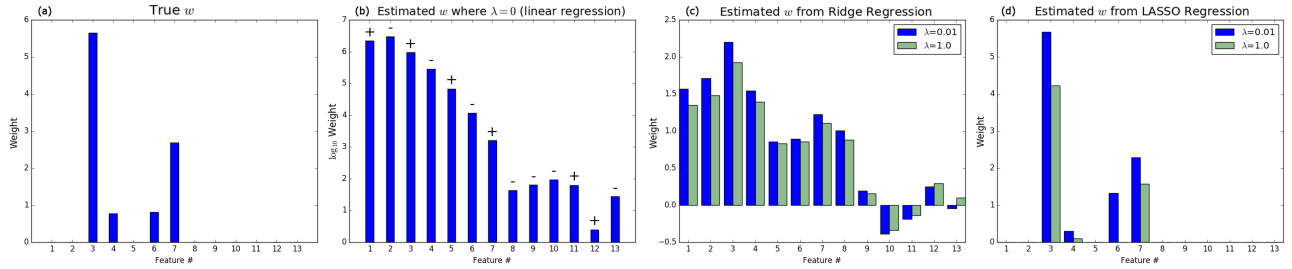 (a)
True w
Weight
6
5
4
3
2
1
0
1 2 3 4 5 6 7 8 9 10 11 12 13
Feature #
(b)
Estimated w where λ=0 (linear regression)
log₁₀ Weight
7
6
5
4
3
2
1
0
+ - + - + - + - - - + + -
1 2 3 4 5 6 7 8 9 10 11 12 13
Feature #
(c)
Estimated w from Ridge Regression
λ=0.01
λ=1.0
Weight
2.5
2.0
1.5
1.0
0.5
0.0
−0.5
1 2 3 4 5 6 7 8 9 10 11 12 13
Feature #
(d)
Estimated w from LASSO Regression
λ=0.01
λ=1.0
Weight
6
5
4
3
2
1
0
1 2 3 4 5 6 7 8 9 10 11 12 13
Feature #